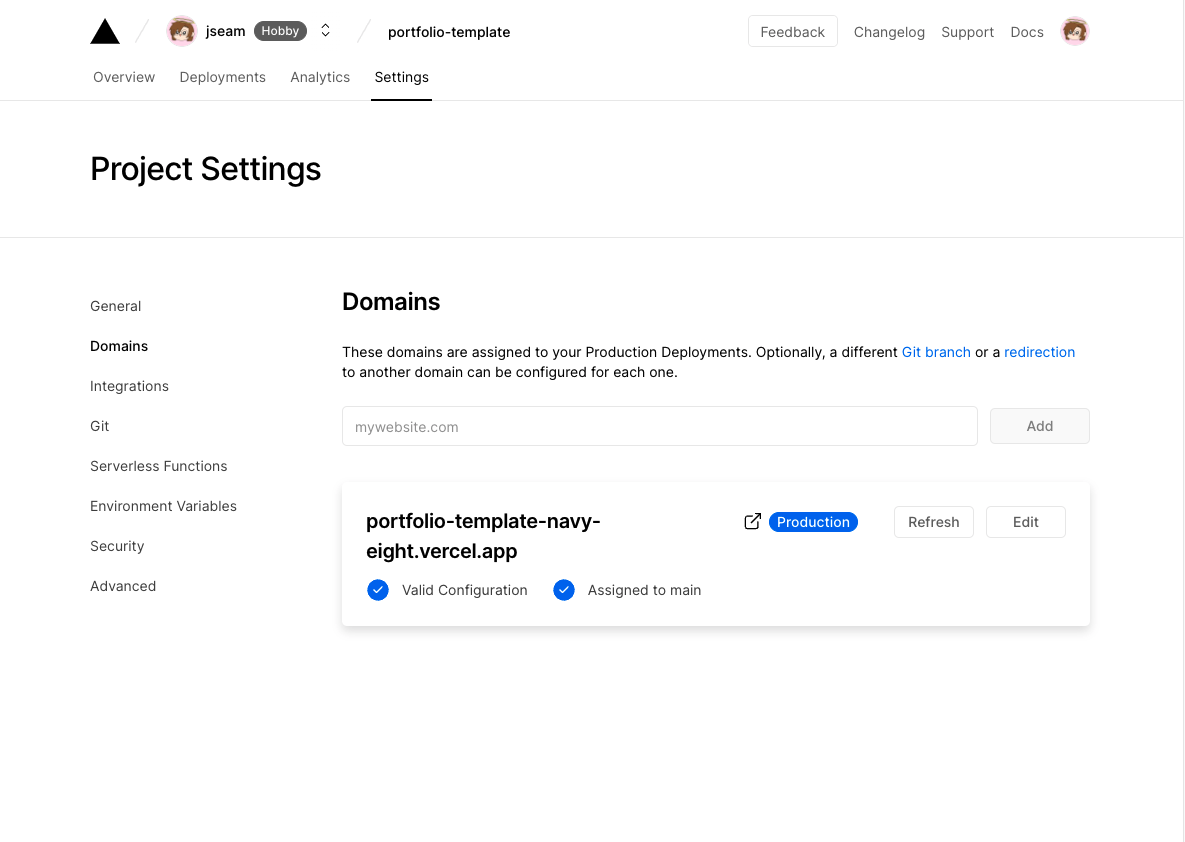 jseam Hobby portfolio-template Feedback Changelog Support Docs
Overview Deployments Analytics Settings
Project Settings
General
Domains
Integrations
Git
Serverless Functions
Environment Variables
Security
Advanced
Domains
These domains are assigned to your Production Deployments. Optionally, a different Git branch or a redirection
to another domain can be configured for each one.
mywebsite.com Add
portfolio-template-navy-
eight.vercel.app
Production Refresh Edit
Valid Configuration Assigned to main